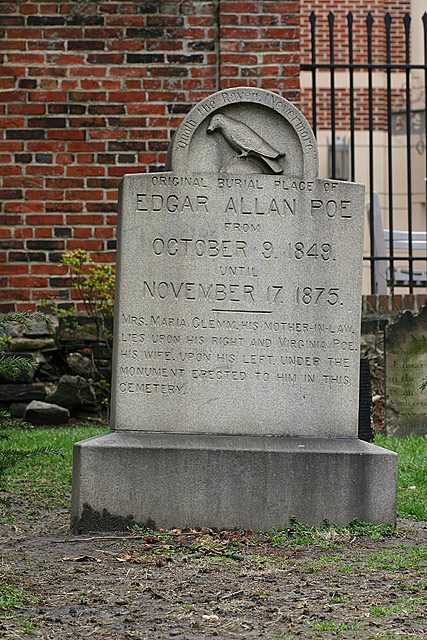 Quoth the Raven, Nevermore
ORIGINAL BURIAL PLACE OF
EDGAR ALLAN POE
FROM
OCTOBER 9. 1849.
UNTIL
NOVEMBER 17. 1875.
MRS. MARIA CLEMM, HIS MOTHER-IN-LAW,
LIES UPON HIS RIGHT AND VIRGINIA POE,
HIS WIFE, UPON HIS LEFT, UNDER THE
MONUMENT ERECTED TO HIM IN THIS
CEMETERY.